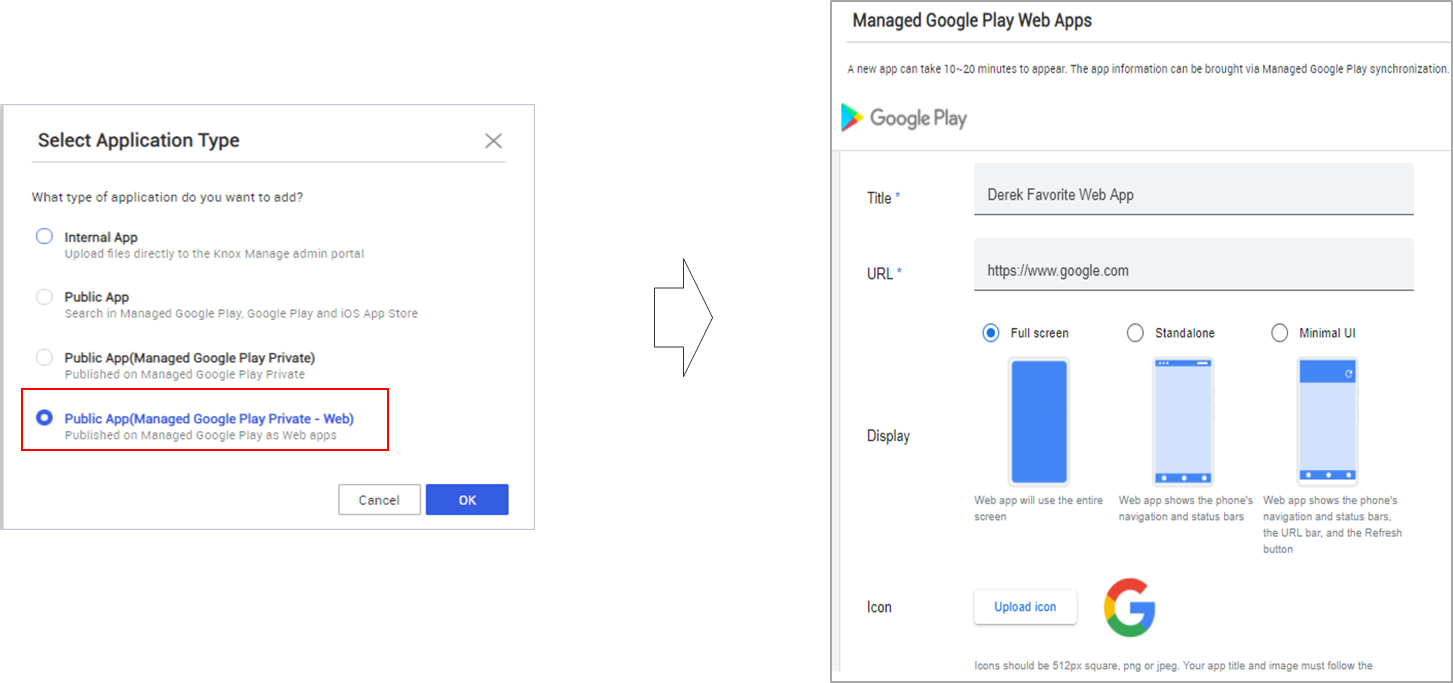 Select Application Type
What type of application do you want to add?
Internal App
Upload files directly to the Knox Manage admin portal
Public App
Search in Managed Google Play, Google Play and iOS App Store
Public App(Managed Google Play Private)
Published on Managed Google Play Private
Public App(Managed Google Play Private - Web)
Published on Managed Google Play as Web apps
Cancel
OK
Managed Google Play Web Apps
A new app can take 10~20 minutes to appear. The app information can be brought via Managed Google Play synchronization.
Google Play
Title *
Derek Favorite Web App
URL *
https://www.google.com
Display
Full screen
Web app will use the entire
screen
Standalone
Web app shows the phone's
navigation and status bars
Minimal UI
Web app shows the phone's
navigation and status bars,
the URL bar, and the Refresh
button
Icon
Upload icon
G
Icons should be 512px square, png or jpeg. Your app title and image must follow the